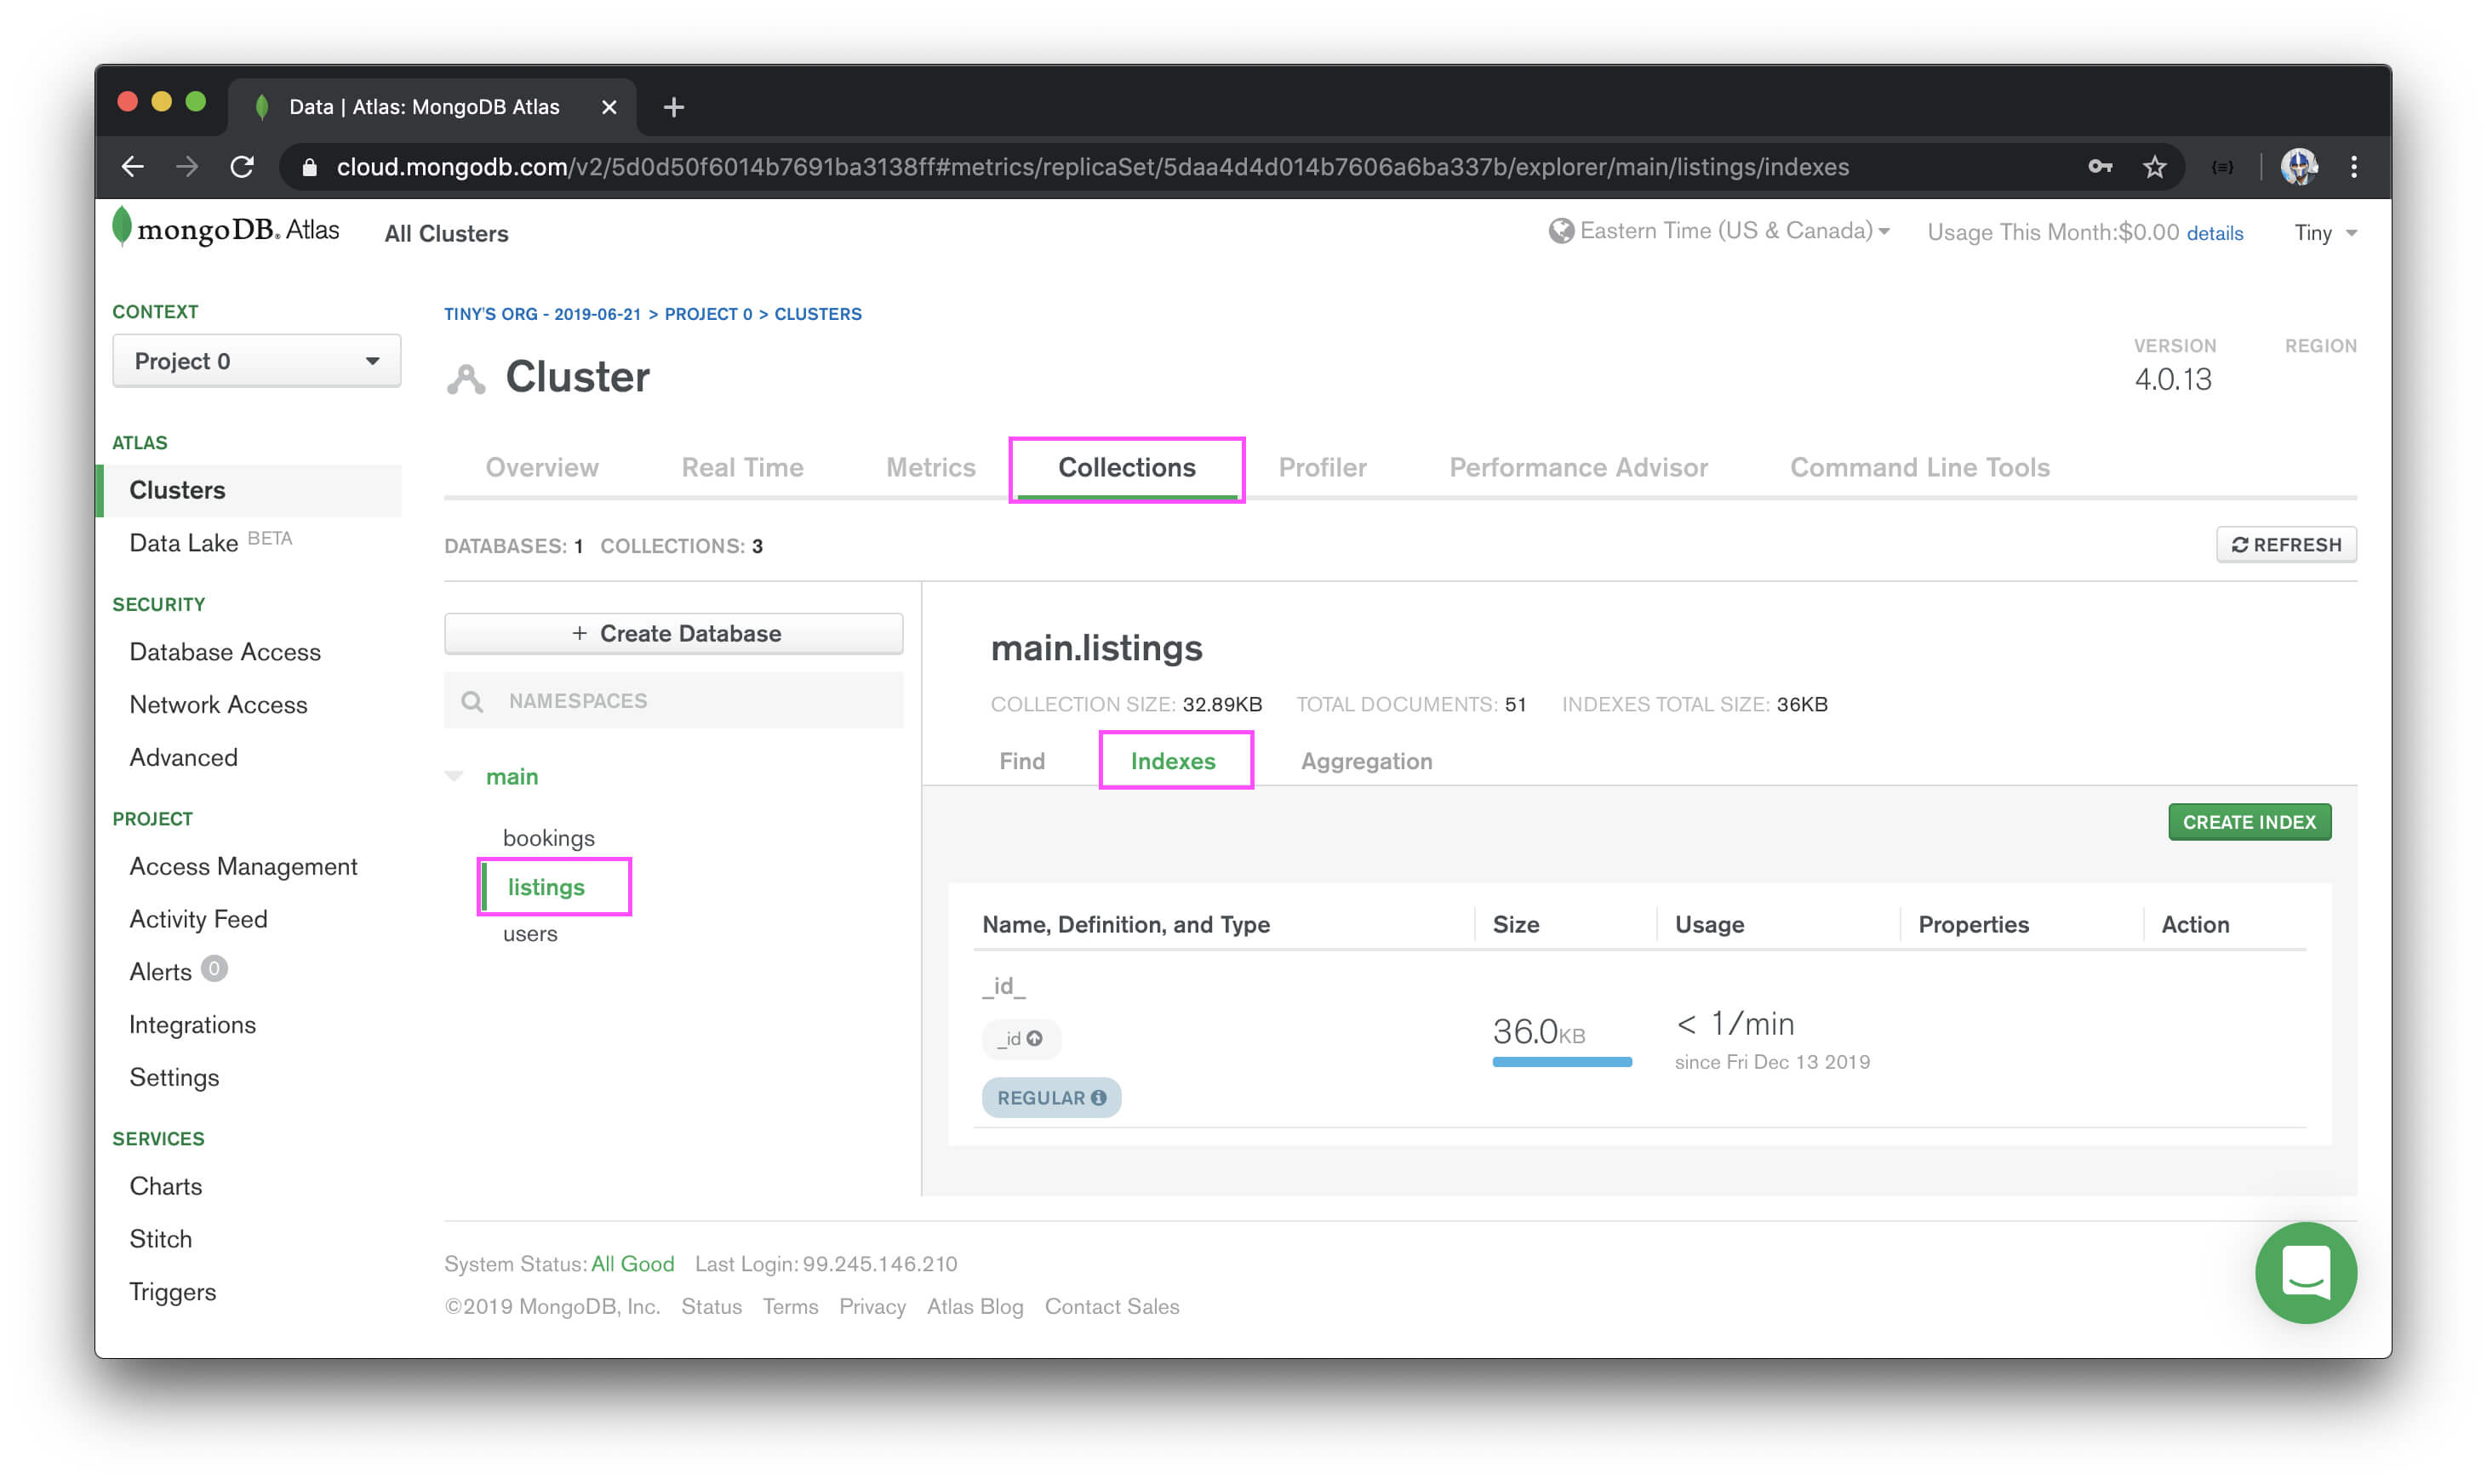 Data | Atlas: MongoDB Atlas
cloud.mongodb.com/v2/5d0d50f6014b7691ba3138ff#metrics/replicaSet/5daa4d4d014b7606a6ba337b/explorer/main/listings/indexes
mongoDB. Atlas All Clusters Eastern Time (US & Canada) Usage This Month:$0.00 details Tiny
CONTEXT
Project 0
ATLAS
Clusters
Data Lake BETA
SECURITY
Database Access
Network Access
Advanced
PROJECT
Access Management
Activity Feed
Alerts 0
Integrations
Settings
SERVICES
Charts
Stitch
Triggers
TINY'S ORG - 2019-06-21 > PROJECT 0 > CLUSTERS
Cluster
VERSION REGION
4.0.13
Overview Real Time Metrics Collections Profiler Performance Advisor Command Line Tools
DATABASES: 1 COLLECTIONS: 3
REFRESH
+ Create Database
NAMESPACES
main
bookings
listings
users
main.listings
COLLECTION SIZE: 32.89KB TOTAL DOCUMENTS: 51 INDEXES TOTAL SIZE: 36KB
Find Indexes Aggregation
CREATE INDEX
Name, Definition, and Type Size Usage Properties Action
_id_
_id
REGULAR
36.0KB
< 1/min
since Fri Dec 13 2019
System Status: All Good Last Login: 99.245.146.210
©2019 MongoDB, Inc. Status Terms Privacy Atlas Blog Contact Sales